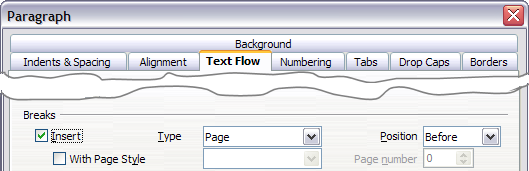 Paragraph
Background
Indents & Spacing Alignment Text Flow Numbering Tabs Drop Caps Borders
Breaks
Insert Type Page Position Before
With Page Style Page number 0